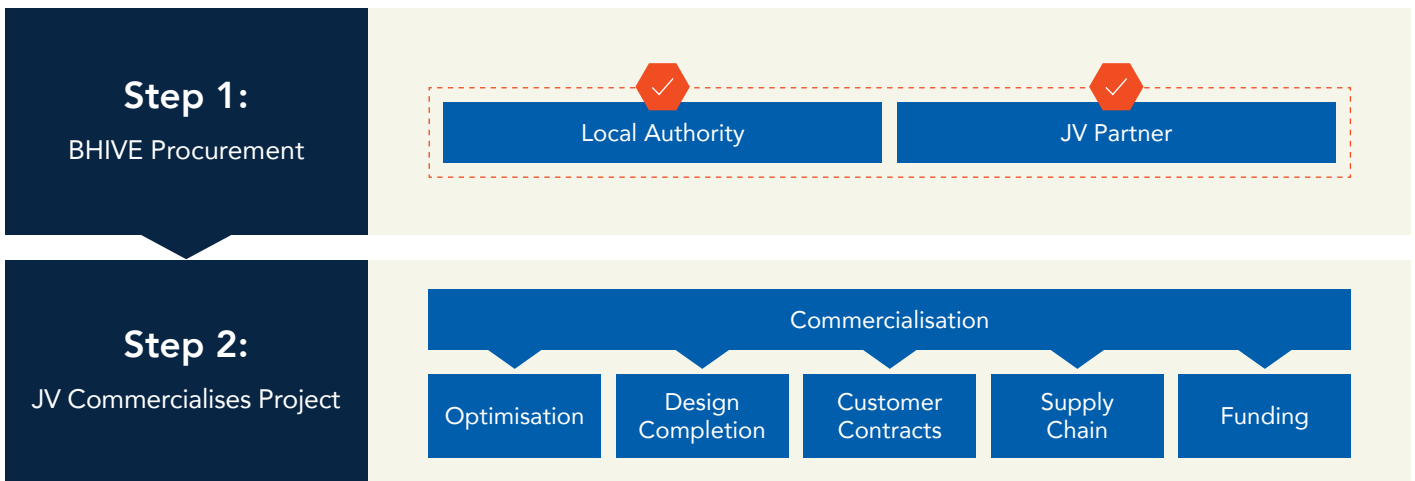 Step 1:
BHIVE Procurement
Local Authority
JV Partner
Step 2:
JV Commercialises Project
Commercialisation
Optimisation
Design
Completion
Customer
Contracts
Supply
Chain
Funding